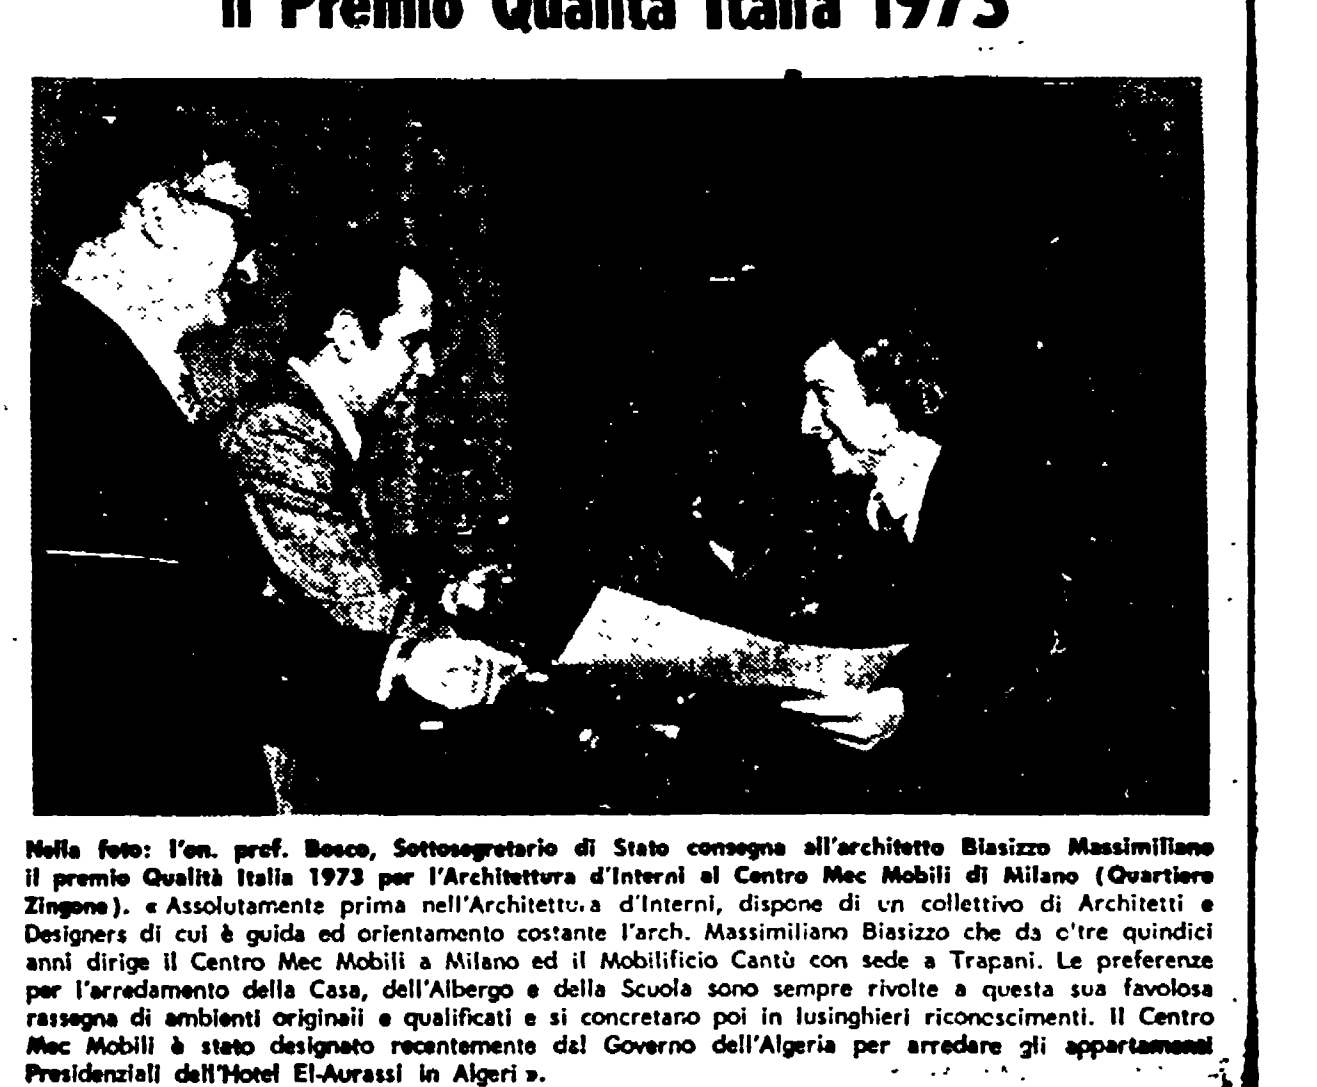 il Premio Qualità Italia 1973
Nella foto: l'on. prof. Bosco, Sottosegretario di Stato consegna all'architetto Biasizzo Massimiliano
il premio Qualità Italia 1973 per l'Architettura d'Interni al Centro Mec Mobili di Milano (Quartiere
Zingone). « Assolutamente prima nell'Architettura d'Interni, dispone di un collettivo di Architetti e
Designers di cui è guida ed orientamento costante l'arch. Massimiliano Biasizzo che da oltre quindici
anni dirige il Centro Mec Mobili a Milano ed il Mobilificio Cantù con sede a Trapani. Le preferenze
per l'arredamento della Casa, dell'Albergo e della Scuola sono sempre rivolte a questa sua favolosa
rassegna di ambienti originali e qualificati e si concretano poi in lusinghieri riconoscimenti. Il Centro
Mec Mobili è stato designato recentemente dal Governo dell'Algeria per arredare gli appartamenti
Presidenziali dell'Hotel El-Aurassi in Algeri ».